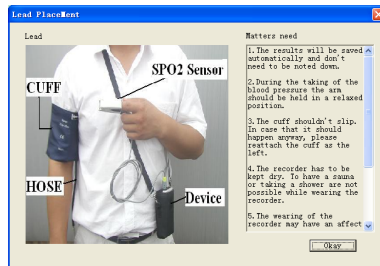 Lead PlaceMent
Lead
Matters need
CUFF
SPO2 Sensor
HOSE
Device
1.The results will be saved
automatically and don't
need to be noted down.
2.During the taking of the
blood pressure the arm
should be held in a relaxed
position.
3.The cuff shouldn't slip.
In case that it should
happen anyway, please
reattach the cuff as the
left.
4.The recorder has to be
kept dry. To have a sauna
or taking a shower are not
possible while wearing the
recorder.
5.The wearing of the
recorder may have an affect
Okay